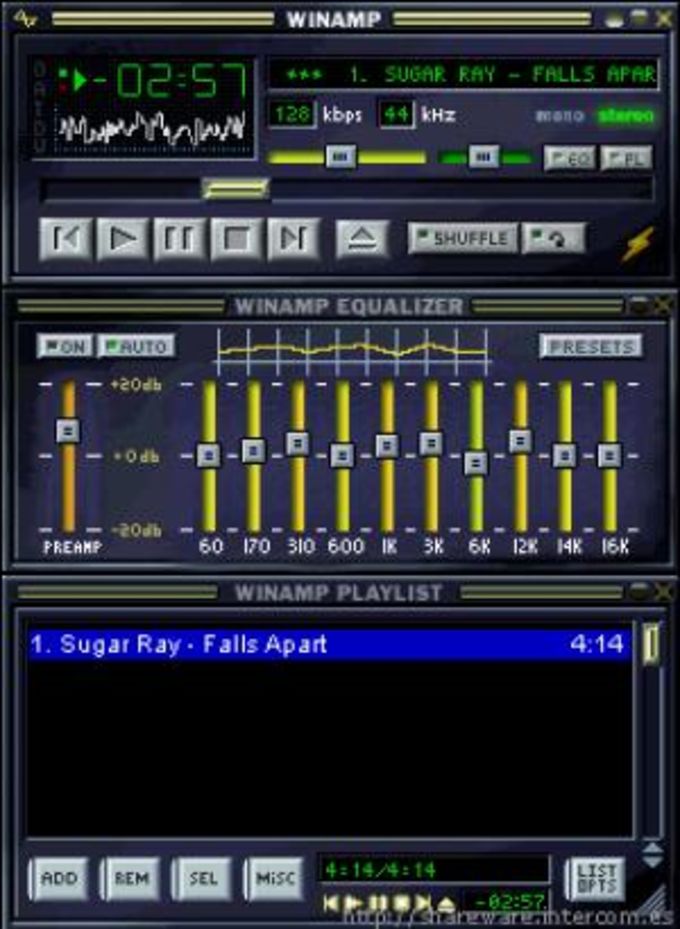 WINAMP
-02:57
*** 1. SUGAR RAY - FALLS APAR
128 kbps 44 kHz mono stereo
EQ PL
SHUFFLE
WINAMP EQUALIZER
ON AUTO PRESETS
+20db
+0db
-20db
PREAMP 60 170 310 600 1K 3K 6K 12K 14K 16K
WINAMP PLAYLIST
1. Sugar Ray - Falls Apart 4:14
ADD REM SEL MISC 4:14/4:14 LIST OPTS
-02:57
http://shareware.intercom.es